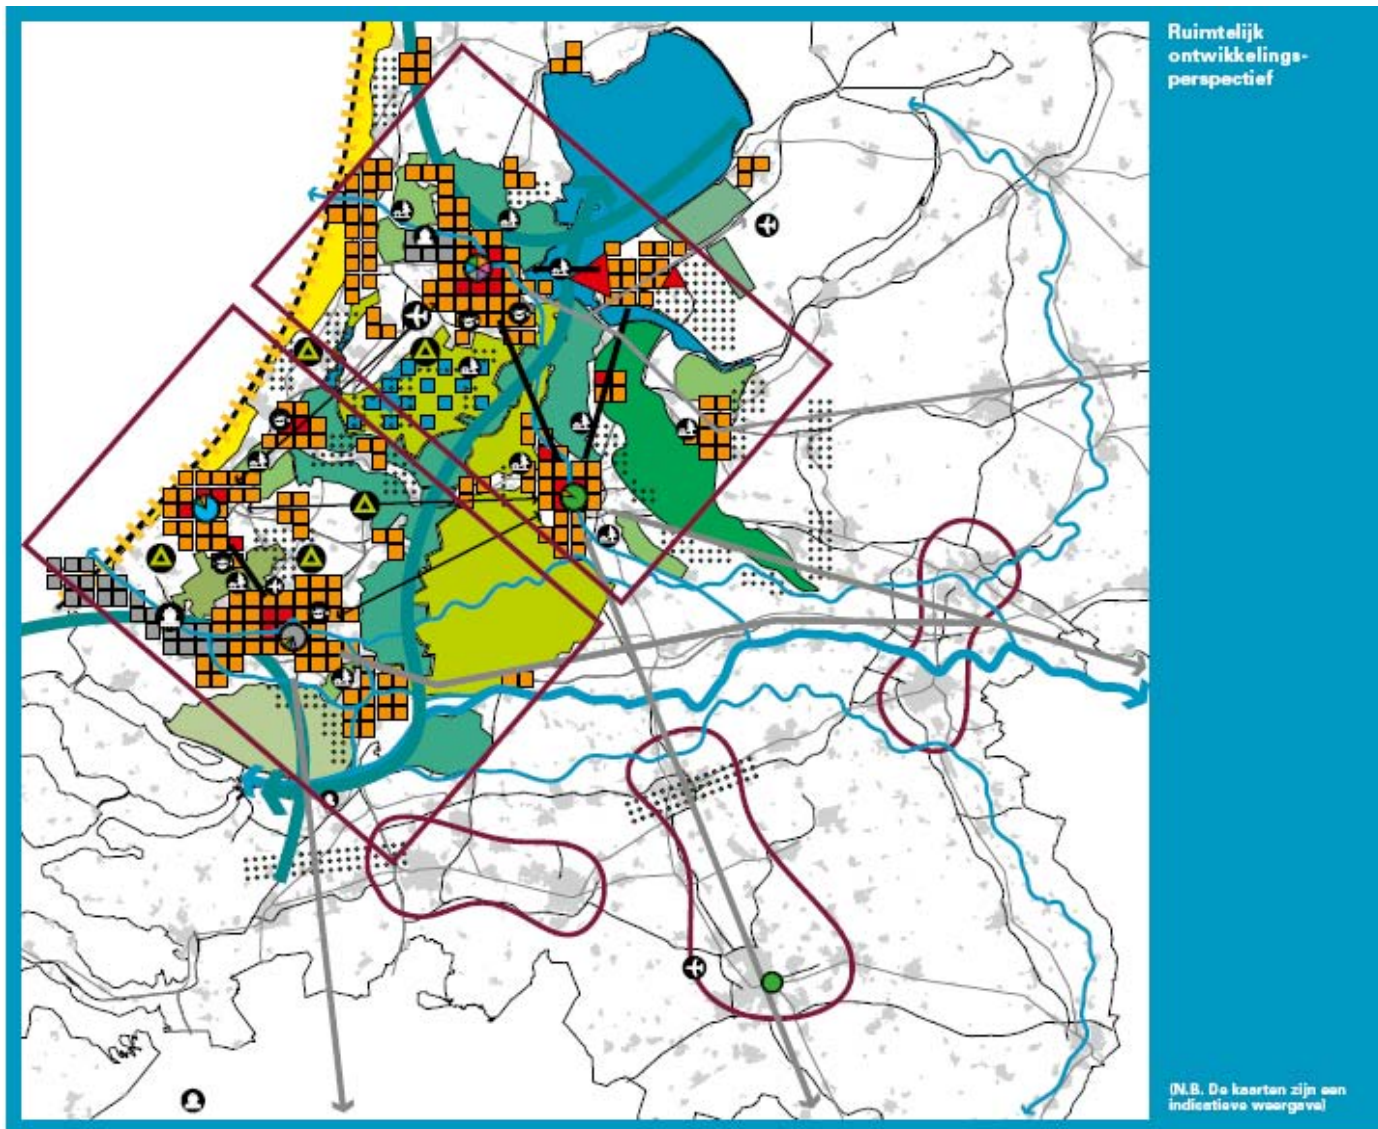 Ruimtelijk
ontwikkelings-
perspectief
(N.B. De kaarten zijn een
indicatieve weergave)